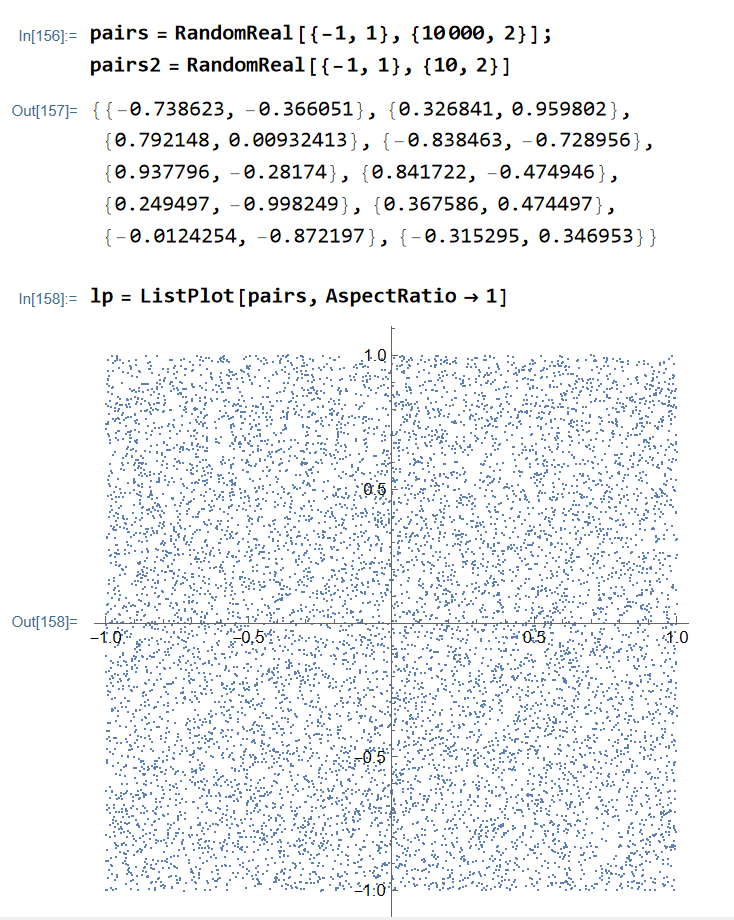 In[156]:= pairs = RandomReal[{-1, 1}, {10 000, 2}];
pairs2 = RandomReal[{-1, 1}, {10, 2}]
Out[157]= {{-0.738623, -0.366051}, {0.326841, 0.959802},
{0.792148, 0.00932413}, {-0.838463, -0.728956},
{0.937796, -0.28174}, {0.841722, -0.474946},
{0.249497, -0.998249}, {0.367586, 0.474497},
{-0.0124254, -0.872197}, {-0.315295, 0.346953}}
In[158]:= lp = ListPlot[pairs, AspectRatio → 1]
1.0
0.5
Out[158]=
-1.0 -0.5 0.5 1.0
-0.5
-1.0